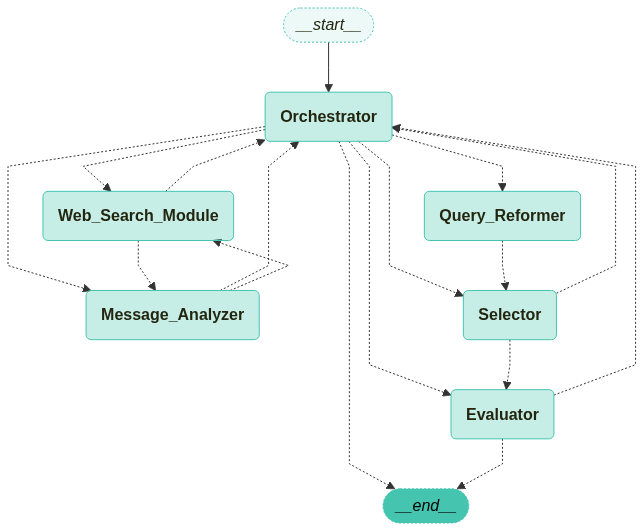 __start__
Orchestrator
Web_Search_Module
Query_Reformer
Message_Analyzer
Selector
Evaluator
__end__